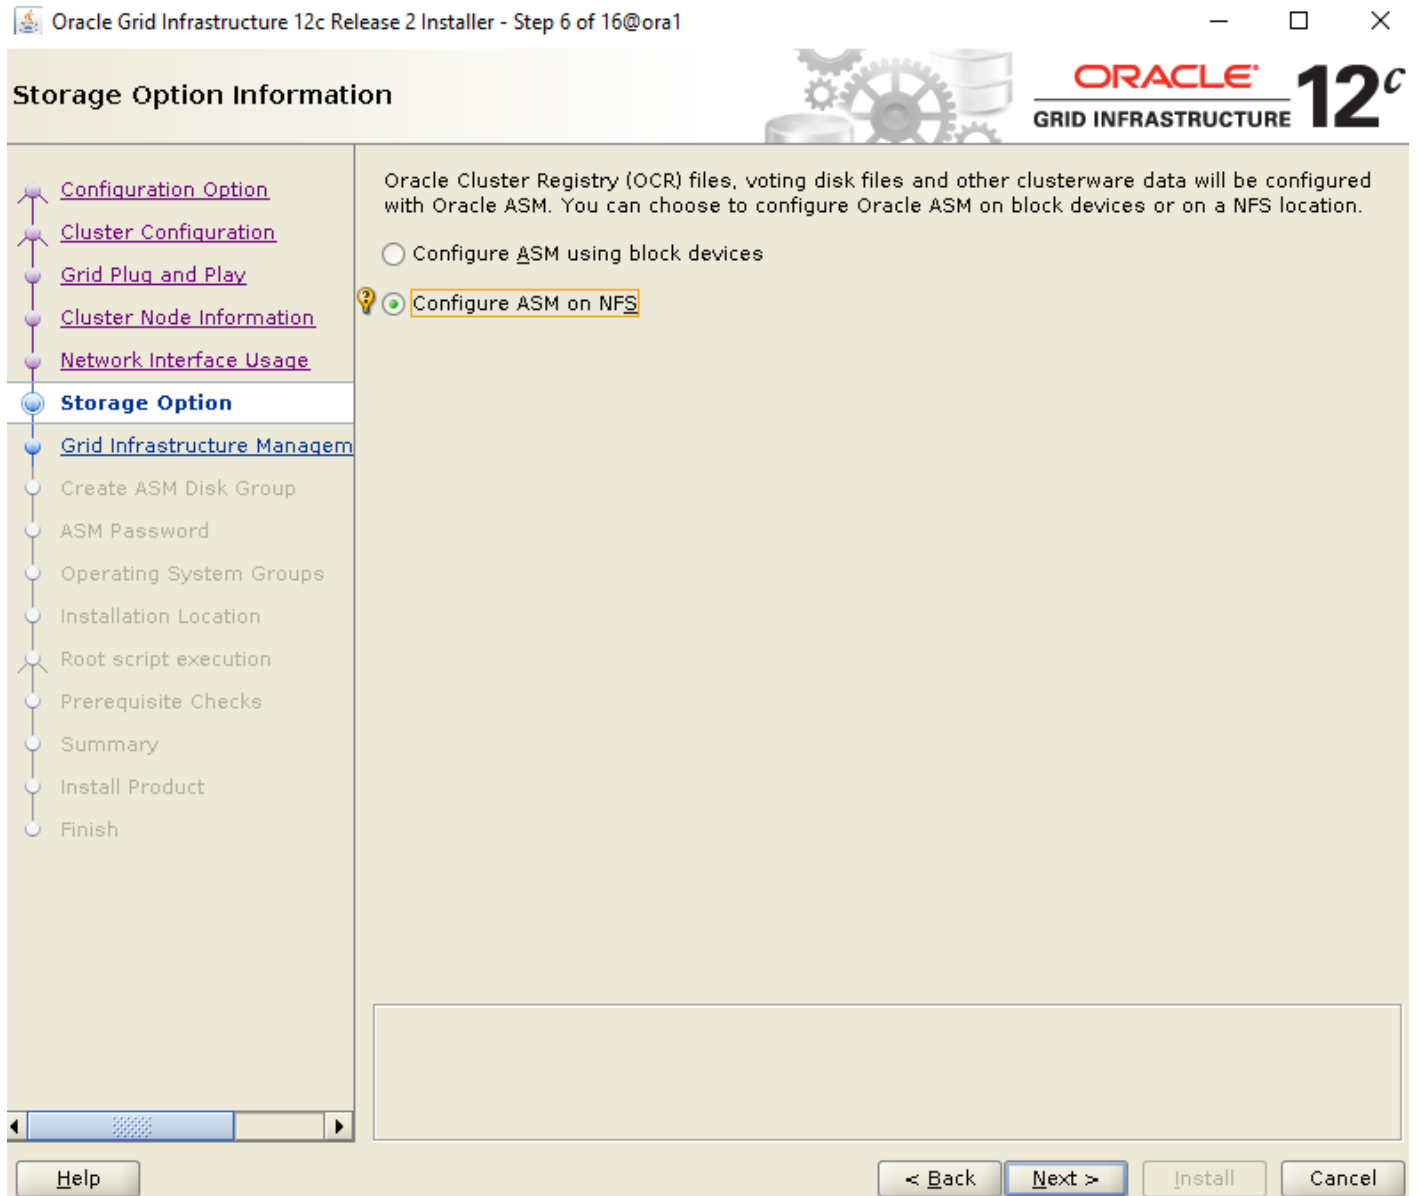 Oracle Grid Infrastructure 12c Release 2 Installer - Step 6 of 16@ora1
Storage Option Information
ORACLE
GRID INFRASTRUCTURE
12c
Configuration Option
Cluster Configuration
Grid Plug and Play
Cluster Node Information
Network Interface Usage
Storage Option
Grid Infrastructure Managem
Create ASM Disk Group
ASM Password
Operating System Groups
Installation Location
Root script execution
Prerequisite Checks
Summary
Install Product
Finish
Oracle Cluster Registry (OCR) files, voting disk files and other clusterware data will be configured
with Oracle ASM. You can choose to configure Oracle ASM on block devices or on a NFS location.
Configure ASM using block devices
Configure ASM on NFS
Help
< Back
Next >
Install
Cancel